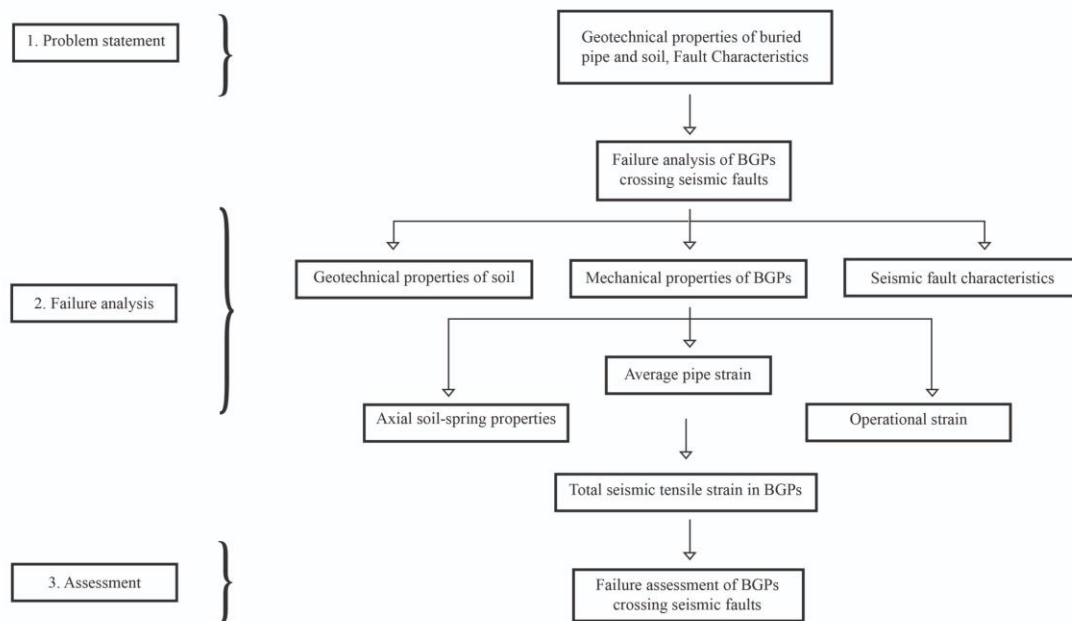 1. Problem statement
Geotechnical properties of buried
pipe and soil, Fault Characteristics
Failure analysis of BGPs
crossing seismic faults
2. Failure analysis
Geotechnical properties of soil
Mechanical properties of BGPs
Seismic fault characteristics
Average pipe strain
Axial soil-spring properties
Operational strain
Total seismic tensile strain in BGPs
3. Assessment
Failure assessment of BGPs
crossing seismic faults